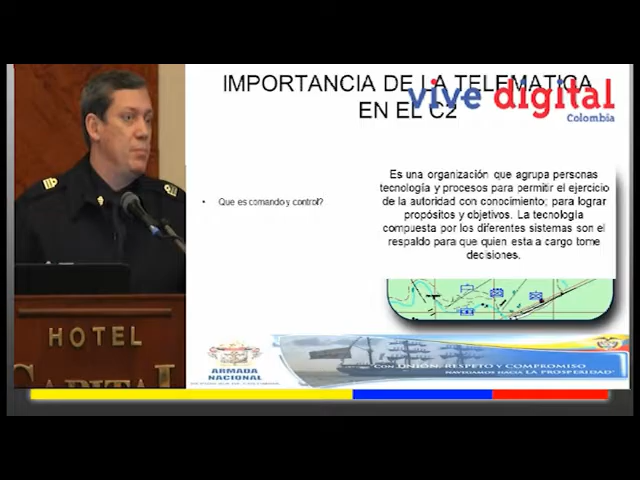 IMPORTANCIA DE LA TELEMATICA
EN EL C2
vive digital
Colombia
• Que es comando y control?
Es una organización que agrupa personas
tecnología y procesos para permitir el ejercicio
de la autoridad con conocimiento; para lograr
propósitos y objetivos. La tecnología
compuesta por los diferentes sistemas son el
respaldo para que quien esta a cargo tome
decisiones.
HOTEL
CAPITAL
ARMADA
NACIONAL
"CON UNIÓN, RESPETO Y COMPROMISO
NAVEGAMOS HACIA LA PROSPERIDAD"